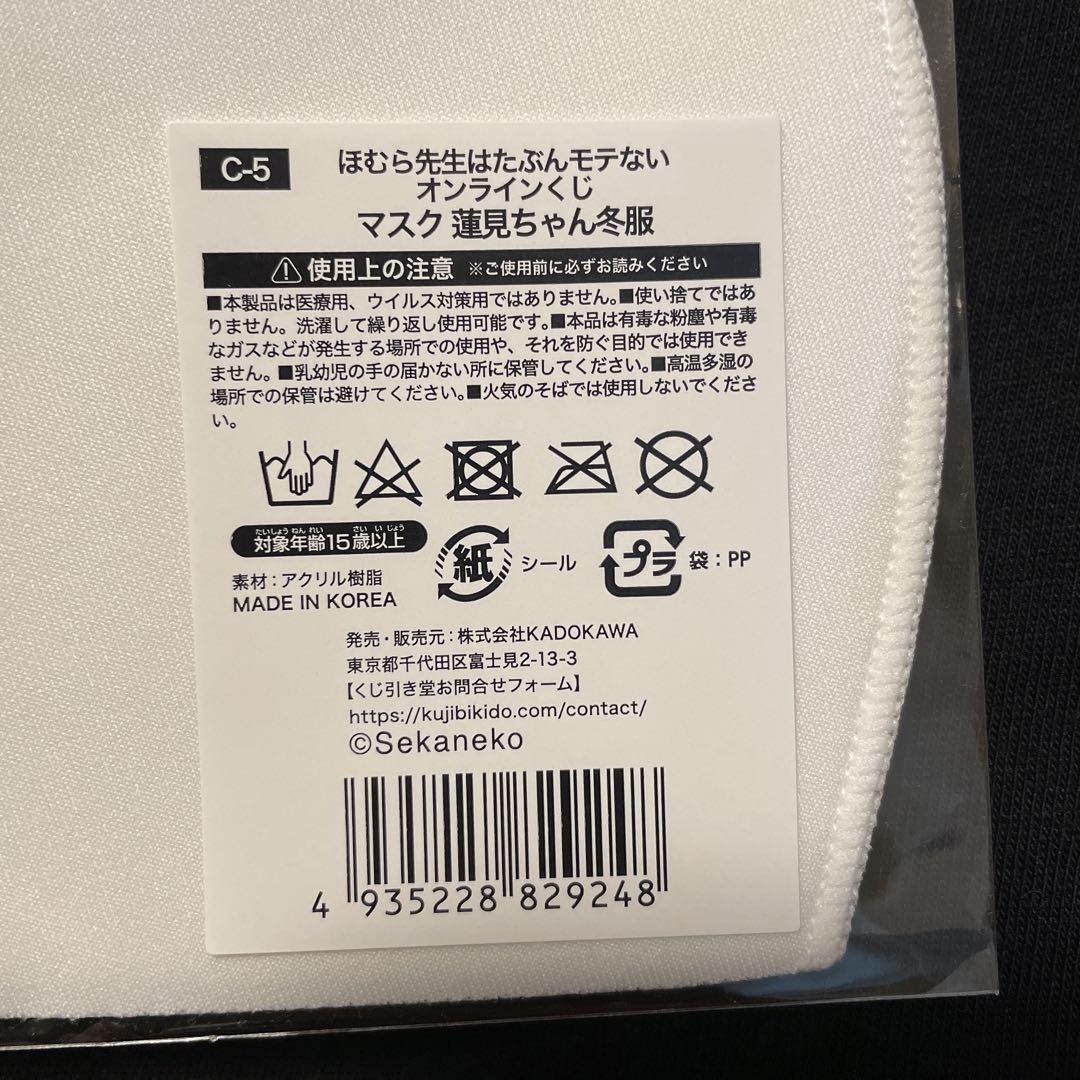 C-5
ほむら先生はたぶんモテない
オンラインくじ
マスク 蓮見ちゃん冬服
使用上の注意 ※ご使用前に必ずお読みください
■本製品は医療用、ウイルス対策用ではありません。■使い捨てではあ
りません。洗濯して繰り返し使用可能です。■本品は有毒な粉塵や有毒
なガスなどが発生する場所での使用や、それを防ぐ目的では使用でき
ません。■乳幼児の手の届かない所に保管してください。■高温多湿の
場所での保管は避けてください。■火気のそばでは使用しないでくださ
い。
たいしょうねんれい さいいじょう
対象年齢15歳以上
紙 シール
プラ 袋：PP
素材：アクリル樹脂
MADE IN KOREA
発売・販売元：株式会社KADOKAWA
東京都千代田区富士見2-13-3
【くじ引き堂お問合せフォーム】
https://kujibikido.com/contact/
©Sekaneko
4 935228 829248